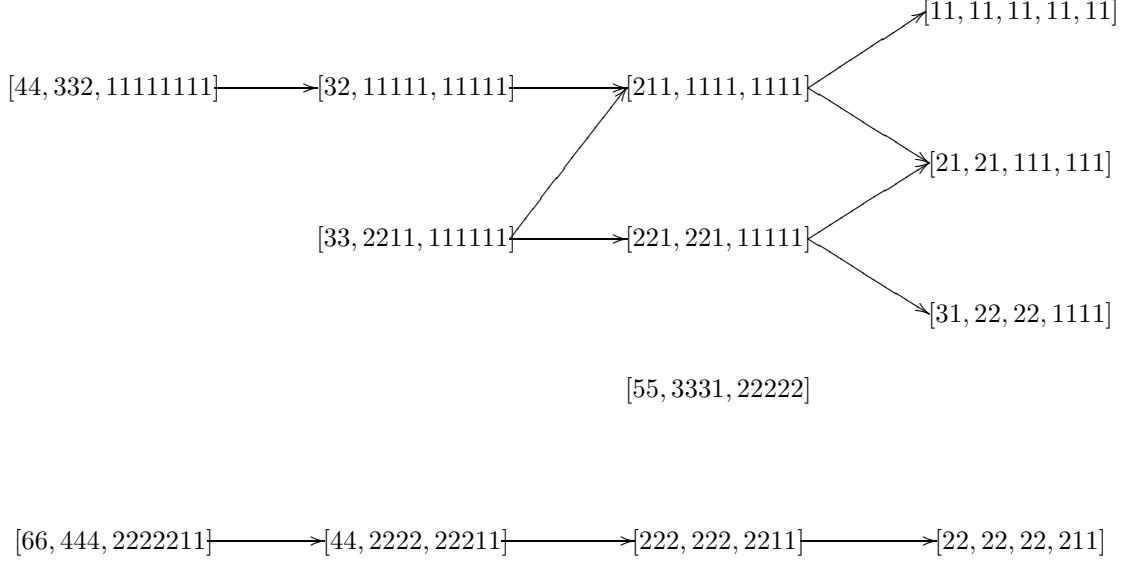 [11, 11, 11, 11, 11]
[44, 332, 11111111] [32, 11111, 11111] [211, 1111, 1111]
[21, 21, 111, 111]
[33, 2211, 111111] [221, 221, 11111]
[31, 22, 22, 1111]
[55, 3331, 22222]
[66, 444, 2222211] [44, 2222, 22211] [222, 222, 2211] [22, 22, 22, 211]